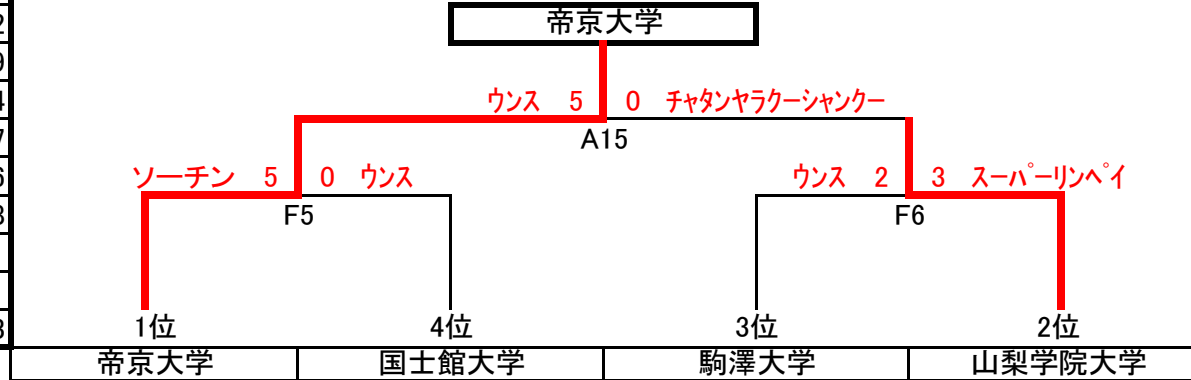 帝京大学
ウンス 5 0 チャタンヤラクーシャンクー
A15
ソーチン 5 0 ウンス ウンス 2 3 スーパーリンペイ
F5 F6
1位 4位 3位 2位
帝京大学 国士館大学 駒澤大学 山梨学院大学